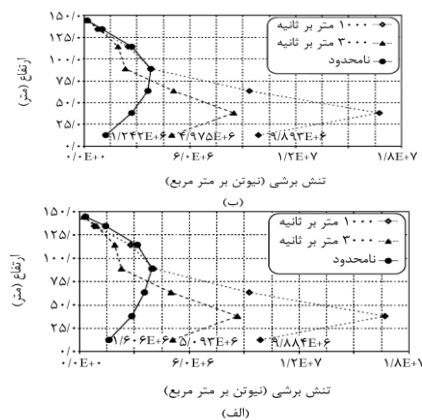 ۱۵۰/۰
۱۲۵/۰
۱۰۰/۰
۷۵/۰
۵۰/۰
۲۵/۰
۰/۰
ارتفاع (متر)
۱۰۰۰ متر بر ثانیه
۳۰۰۰ متر بر ثانیه
نامحدود
۱/۲۴۲E+۶ ۴/۹۷۵E+۶ ۹/۸۹۳E+۶
۰/۰E+۰ ۶/۰E+۶ ۱/۲E+۷ ۱/۸E+۷
تنش برشی (نیوتن بر متر مربع)
(ب)
۱۵۰/۰
۱۲۵/۰
۱۰۰/۰
۷۵/۰
۵۰/۰
۲۵/۰
۰/۰
ارتفاع (متر)
۱۰۰۰ متر بر ثانیه
۳۰۰۰ متر بر ثانیه
نامحدود
۱/۶۰۶E+۶ ۵/۰۹۳E+۶ ۹/۸۸۴E+۶
۰/۰E+۰ ۶/۰E+۶ ۱/۲E+۷ ۱/۸E+۷
تنش برشی (نیوتن بر متر مربع)
(الف)